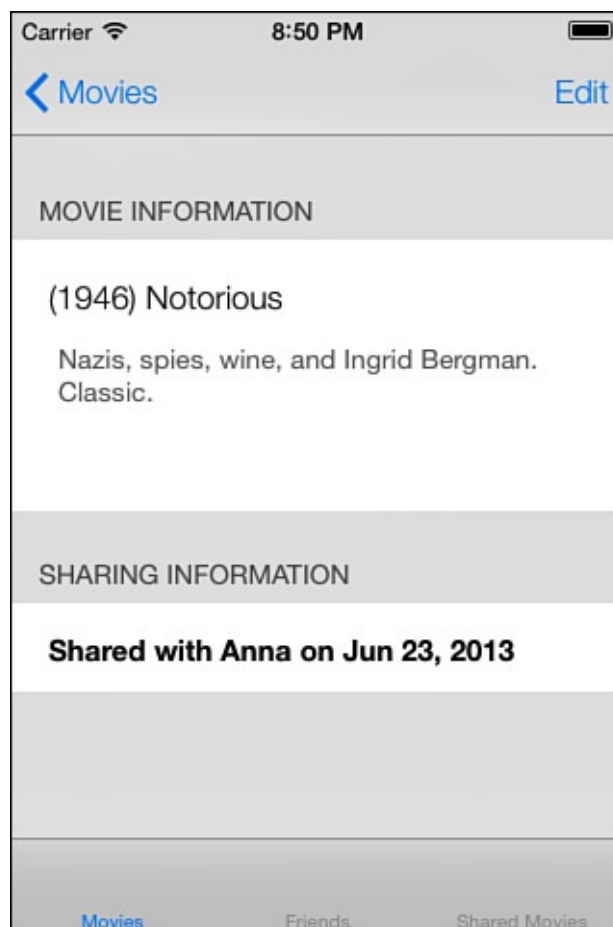 Carrier 8:50 PM
Movies Edit
MOVIE INFORMATION
(1946) Notorious
Nazis, spies, wine, and Ingrid Bergman.
Classic.
SHARING INFORMATION
Shared with Anna on Jun 23, 2013
Movies Friends Shared Movies